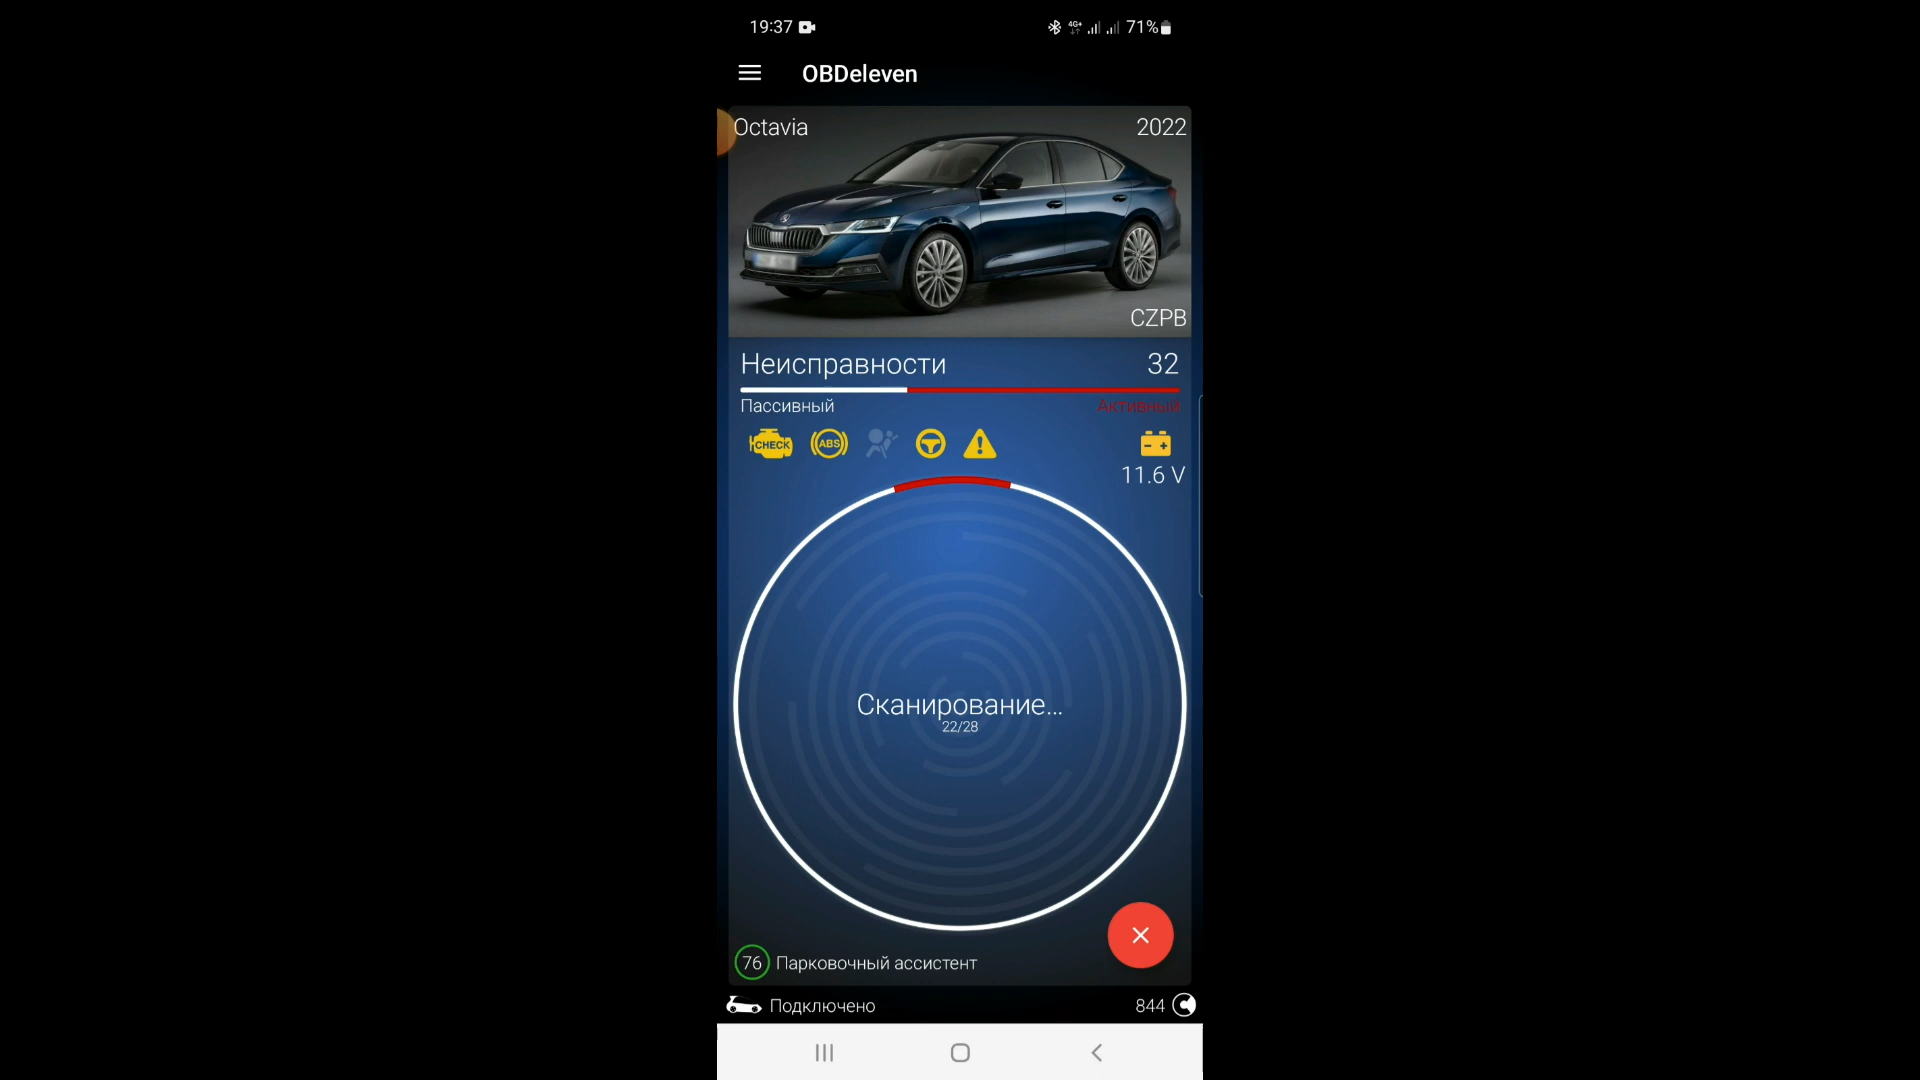 19:37
4G+ 71%
OBDeleven
Octavia 2022
CZPB
Неисправности 32
Пассивный Активный
CHECK ABS
11.6 V
Сканирование...
22/28
76 Парковочный ассистент
Подключено 844